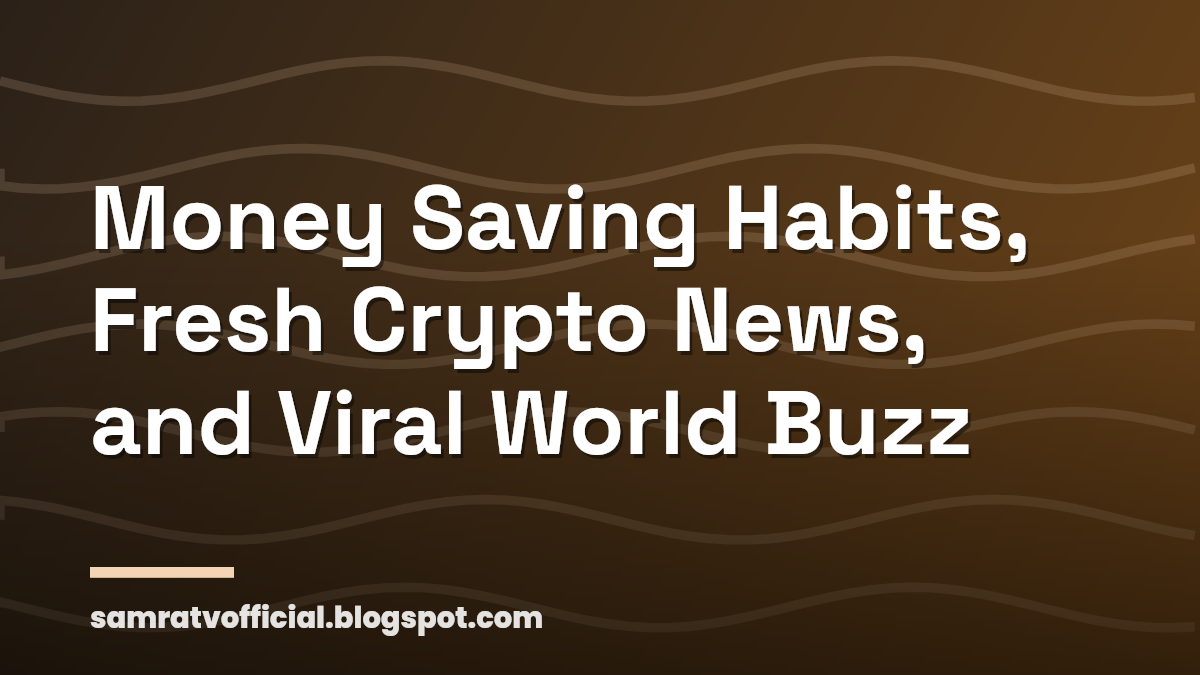 Money Saving Habits,
Fresh Crypto News,
and Viral World Buzz
samratvofficial.blogspot.com